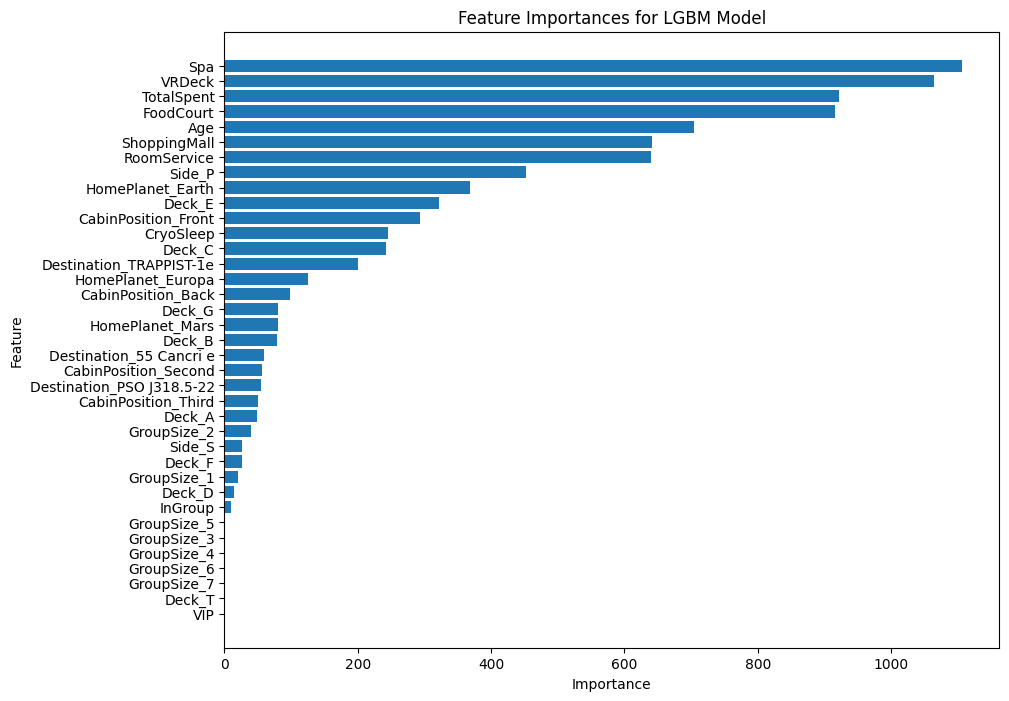 Feature Importances for LGBM Model
Spa
VRDeck
TotalSpent
FoodCourt
Age
ShoppingMall
RoomService
Side_P
HomePlanet_Earth
Deck_E
CabinPosition_Front
CryoSleep
Deck_C
Destination_TRAPPIST-1e
HomePlanet_Europa
CabinPosition_Back
Deck_G
HomePlanet_Mars
Deck_B
Destination_55 Cancri e
CabinPosition_Second
Destination_PSO J318.5-22
CabinPosition_Third
Deck_A
GroupSize_2
Side_S
Deck_F
GroupSize_1
Deck_D
InGroup
GroupSize_5
GroupSize_3
GroupSize_4
GroupSize_6
GroupSize_7
Deck_T
VIP
Feature
0 200 400 600 800 1000
Importance